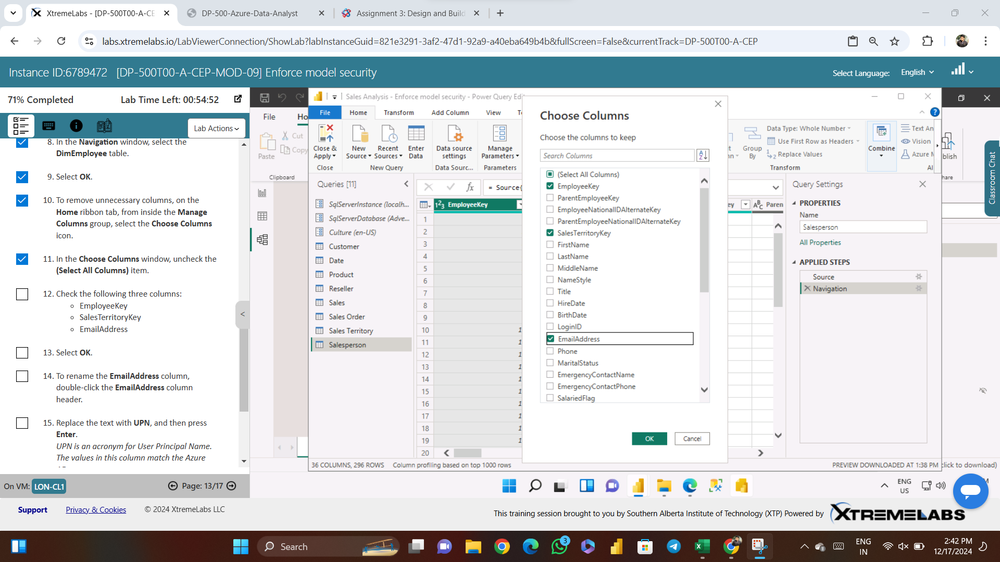 XtremeLabs - [DP-500T00-A-CE
DP-500-Azure-Data-Analyst
Assignment 3: Design and Build
labs.xtremelabs.io/LabViewerConnection/ShowLab?labInstanceGuid=821e3291-3af2-47d1-92a9-a40eba649b4b&fullScreen=False&currentTrack=DP-500T00-A-CEP
Instance ID:6789472 [DP-500T00-A-CEP-MOD-09] Enforce model security
Select Language: English
71% Completed
Lab Time Left: 00:54:52
Lab Actions
8. In the Navigation window, select the
DimEmployee table.
9. Select OK.
10. To remove unnecessary columns, on the
Home ribbon tab, from inside the Manage
Columns group, select the Choose Columns
icon.
11. In the Choose Columns window, uncheck the
(Select All Columns) item.
12. Check the following three columns:
EmployeeKey
SalesTerritoryKey
EmailAddress
13. Select OK.
14. To rename the EmailAddress column,
double-click the EmailAddress column
header.
15. Replace the text with UPN, and then press
Enter.
UPN is an acronym for User Principal Name.
The values in this column match the Azure
On VM: LON-CL1
Page: 13/17
File
Ho
Paste
Cut
Copy
Clipboard
Sales Analysis - Enforce model security - Power Query Edi
File
Home
Transform
Add Column
View
T
Close &
Apply
Close
New
Source
Recent
Sources
Enter
Data
New Query
Data source
settings
Data Sourc...
Manage
Parameters
Parameters
Queries [11]
SqlServerInstance (localh...
SqlServerDatabase (Adve...
Culture (en-US)
Customer
Date
Product
Reseller
Sales
Sales Order
Sales Territory
Salesperson
fx
= Source{
1²3 EmployeeKey
1
2
3
4
5
6
7
8
9
10
11
12
13
14
15
16
17
18
19
20
1
1
1
1
1
1
1
1
1
1
36 COLUMNS, 296 ROWS
Column profiling based on top 1000 rows
Choose Columns
Choose the columns to keep
Search Columns
(Select All Columns)
EmployeeKey
ParentEmployeeKey
EmployeeNationalIDAlternateKey
ParentEmployeeNationalIDAlternateKey
SalesTerritoryKey
FirstName
LastName
MiddleName
NameStyle
Title
HireDate
BirthDate
LoginID
EmailAddress
Phone
MaritalStatus
EmergencyContactName
EmergencyContactPhone
SalariedFlag
OK
Cancel
Group
By
Data Type: Whole Number
Use First Row as Headers
Replace Values
Transform
Combine
Text An
Vision
Azure M
AI
blish
hare
ey
ABC Paren
Query Settings
PROPERTIES
Name
Salesperson
All Properties
APPLIED STEPS
Source
Navigation
PREVIEW DOWNLOADED AT 1:38 PM
click to download)
Classroom Chat
ENG
US
Support
Privacy & Cookies
© 2024 XtremeLabs LLC
This training session brought to you by Southern Alberta Institute of Technology (XTP) Powered by
XTREMELABS
Search
3
ENG
IN
2:42 PM
12/17/2024